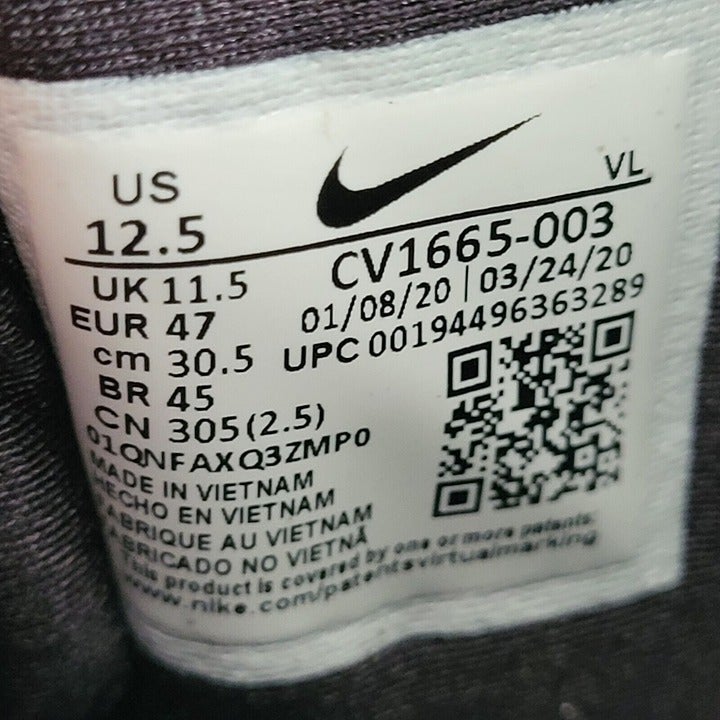 US
12.5
VL
CV1665-003
01/08/20 | 03/24/20
UPC 00194496363289
UK 11.5
EUR 47
cm 30.5
BR 45
CN 305(2.5)
01QNFAXQ3ZMP0
MADE IN VIETNAM
HECHO EN VIETNAM
FABRIQUE AU VIETNAM
FABRICADO NO VIETNÃ
This product is covered by one or more patents:
www.nike.com/patentsvirtualmarking